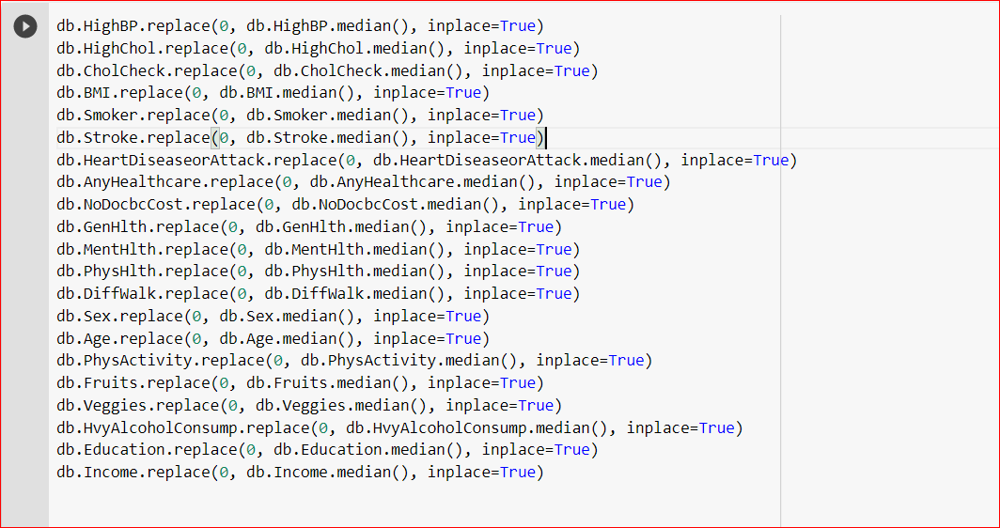 db.HighBP.replace(0, db.HighBP.median(), inplace=True)
db.HighChol.replace(0, db.HighChol.median(), inplace=True)
db.CholCheck.replace(0, db.CholCheck.median(), inplace=True)
db.BMI.replace(0, db.BMI.median(), inplace=True)
db.Smoker.replace(0, db.Smoker.median(), inplace=True)
db.Stroke.replace(0, db.Stroke.median(), inplace=True)
db.HeartDiseaseorAttack.replace(0, db.HeartDiseaseorAttack.median(), inplace=True)
db.AnyHealthcare.replace(0, db.AnyHealthcare.median(), inplace=True)
db.NoDocbcCost.replace(0, db.NoDocbcCost.median(), inplace=True)
db.GenHlth.replace(0, db.GenHlth.median(), inplace=True)
db.MentHlth.replace(0, db.MentHlth.median(), inplace=True)
db.PhysHlth.replace(0, db.PhysHlth.median(), inplace=True)
db.DiffWalk.replace(0, db.DiffWalk.median(), inplace=True)
db.Sex.replace(0, db.Sex.median(), inplace=True)
db.Age.replace(0, db.Age.median(), inplace=True)
db.PhysActivity.replace(0, db.PhysActivity.median(), inplace=True)
db.Fruits.replace(0, db.Fruits.median(), inplace=True)
db.Veggies.replace(0, db.Veggies.median(), inplace=True)
db.HvyAlcoholConsump.replace(0, db.HvyAlcoholConsump.median(), inplace=True)
db.Education.replace(0, db.Education.median(), inplace=True)
db.Income.replace(0, db.Income.median(), inplace=True)